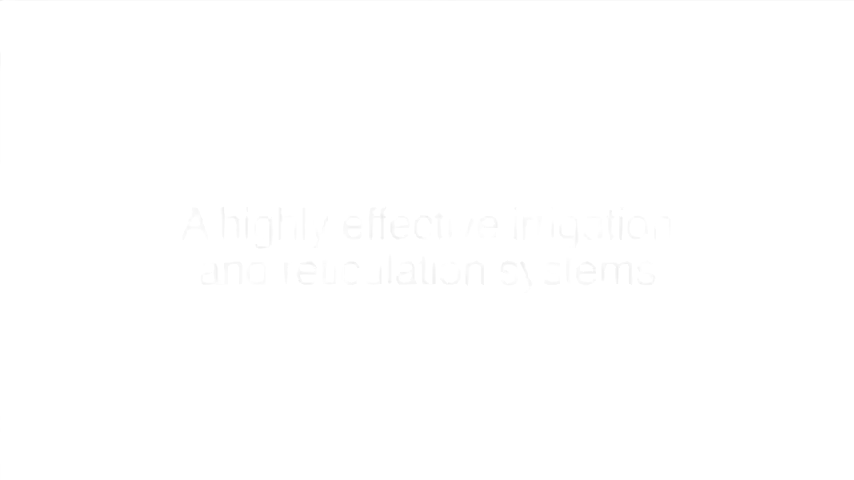 A highly effective irrigation
and reticulation systems